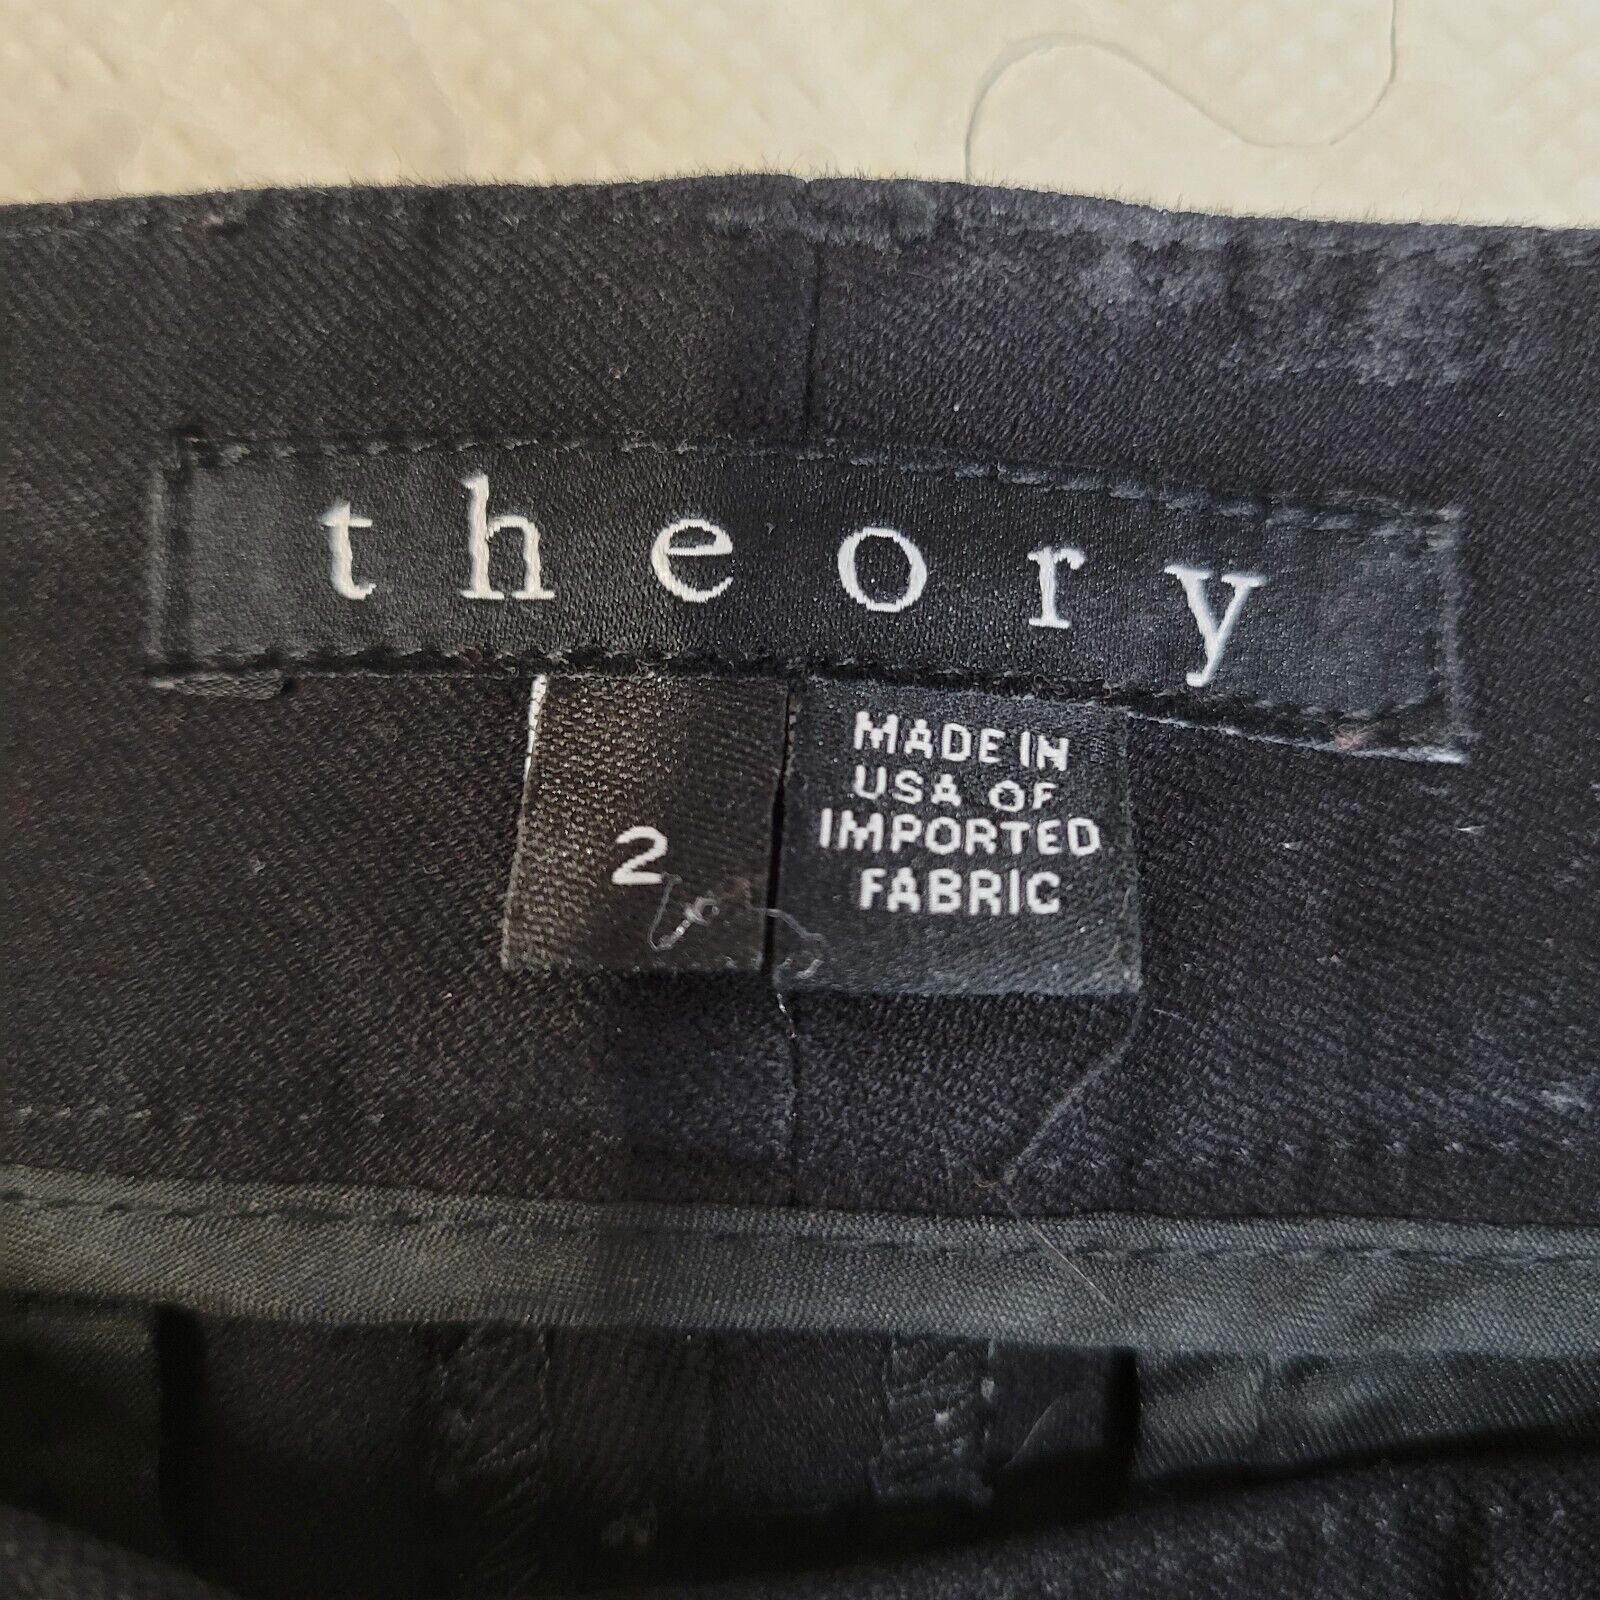 theory
2
MADE IN
USA OF
IMPORTED
FABRIC